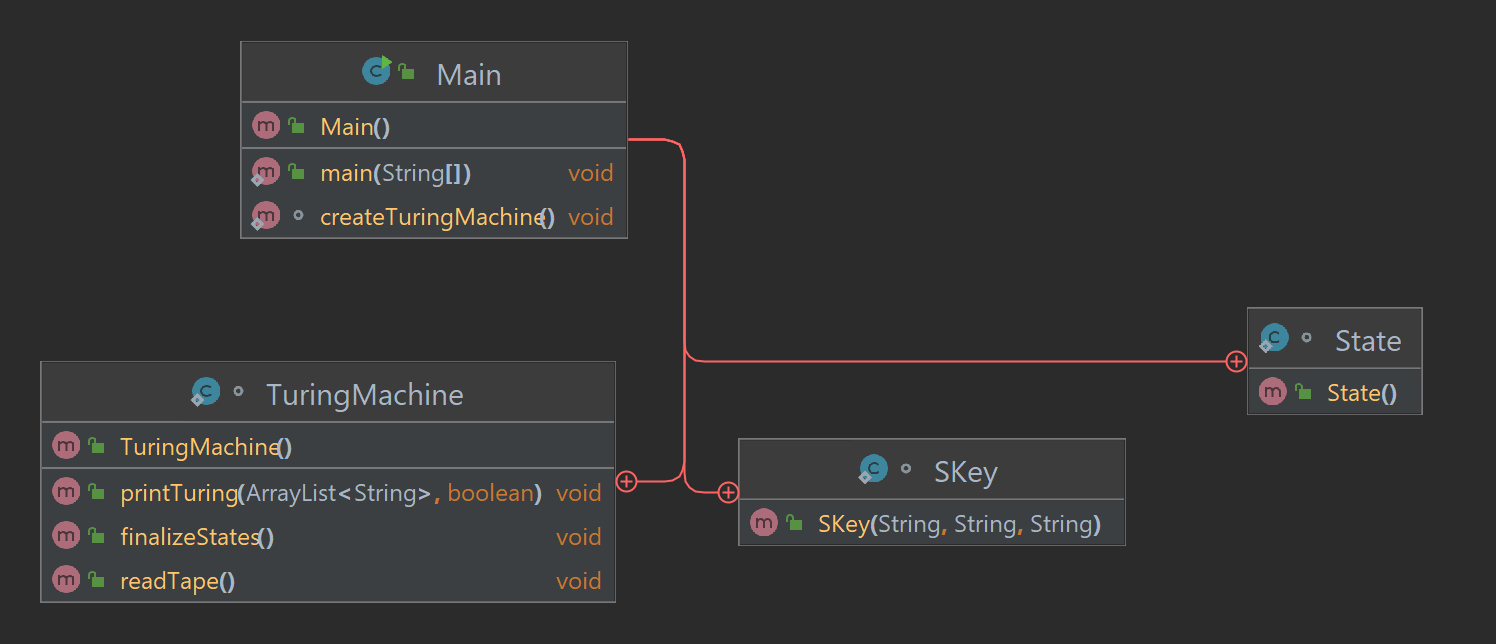 Main
Main()
main(String[]) void
createTuringMachine() void
TuringMachine
TuringMachine()
printTuring(ArrayList<String>, boolean) void
finalizeStates() void
readTape() void
State
State()
SKey
SKey(String, String, String)